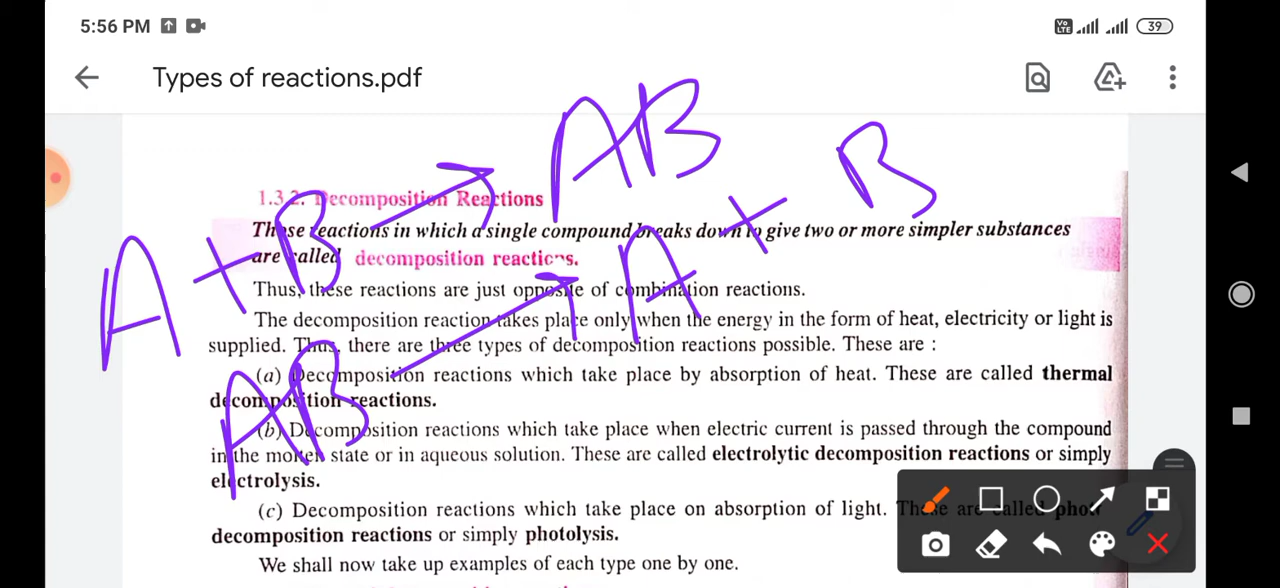 5:56 PM 39
Types of reactions.pdf
A + B → AB
AB → A + B
1.3.2. Decomposition Reactions
Those reactions in which a single compound breaks down to give two or more simpler substances
are called decomposition reactions.
Thus, these reactions are just opposite of combination reactions.
The decomposition reaction takes place only when the energy in the form of heat, electricity or light is
supplied. Thus, there are three types of decomposition reactions possible. These are :
(a) Decomposition reactions which take place by absorption of heat. These are called thermal
decomposition reactions.
(b) Decomposition reactions which take place when electric current is passed through the compound
in the molten state or in aqueous solution. These are called electrolytic decomposition reactions or simply
electrolysis.
(c) Decomposition reactions which take place on absorption of light. These are called photo
decomposition reactions or simply photolysis.
We shall now take up examples of each type one by one.